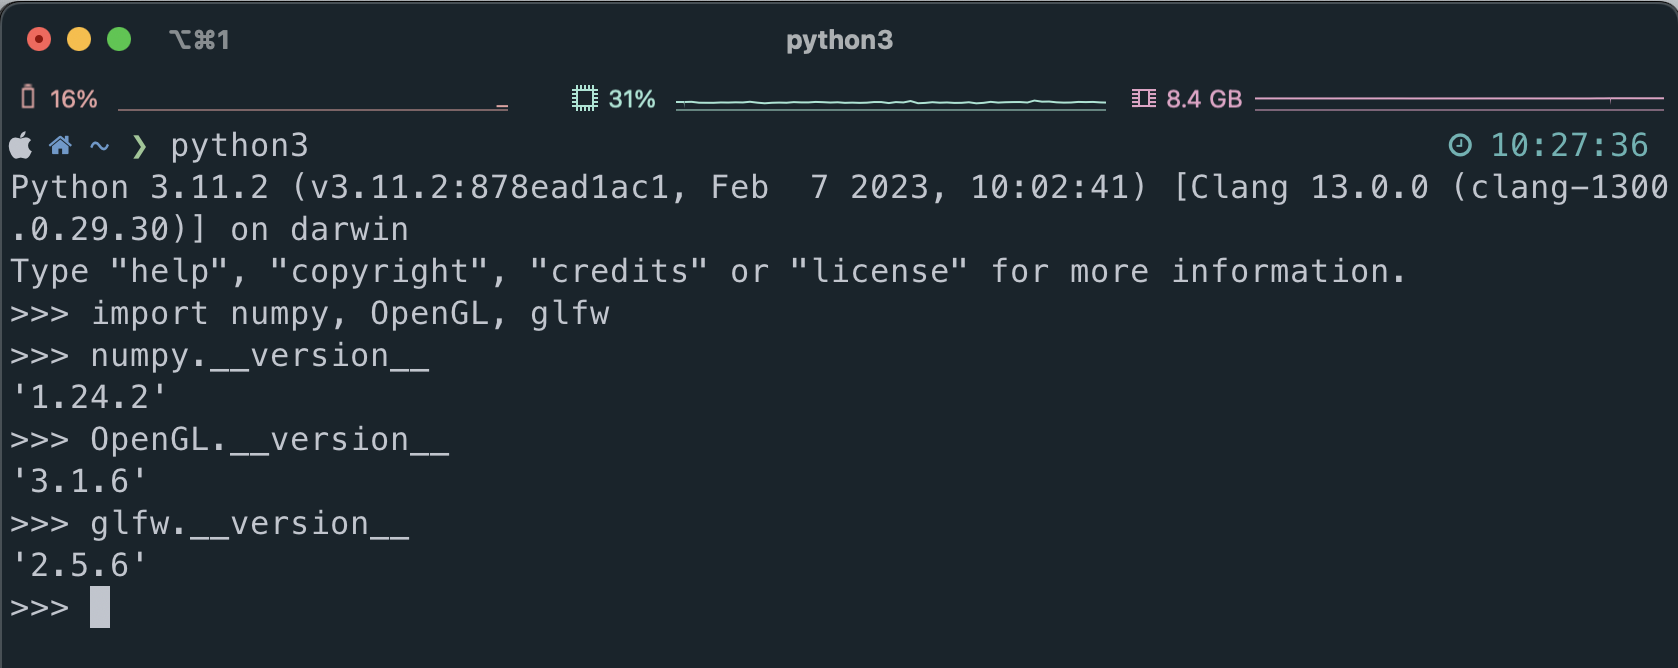 ⌥⌘1 python3
16% 31% 8.4 GB
~ ❯ python3 10:27:36
Python 3.11.2 (v3.11.2:878ead1ac1, Feb  7 2023, 10:02:41) [Clang 13.0.0 (clang-1300
.0.29.30)] on darwin
Type "help", "copyright", "credits" or "license" for more information.
>>> import numpy, OpenGL, glfw
>>> numpy.__version__
'1.24.2'
>>> OpenGL.__version__
'3.1.6'
>>> glfw.__version__
'2.5.6'
>>>